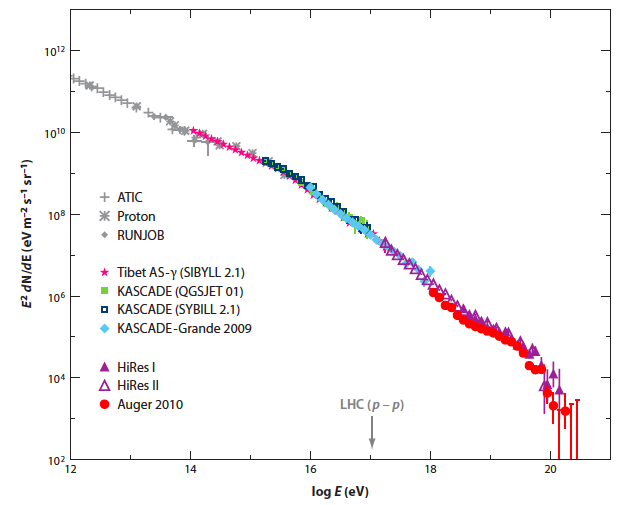 10¹²
10¹⁰
10⁸
10⁶
10⁴
10²
E² dN/dE (eV m⁻² s⁻¹ sr⁻¹)
ATIC
Proton
RUNJOB
Tibet AS-γ (SIBYLL 2.1)
KASCADE (QGSJET 01)
KASCADE (SYBILL 2.1)
KASCADE-Grande 2009
HiRes I
HiRes II
Auger 2010
LHC (p – p)
12 14 16 18 20
log E (eV)